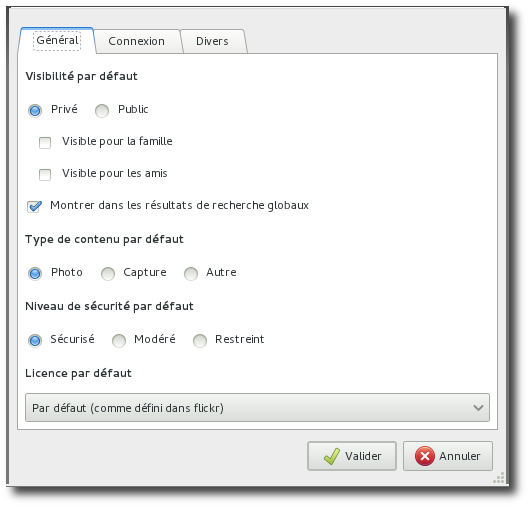 Général Connexion Divers
Visibilité par défaut
Privé Public
Visible pour la famille
Visible pour les amis
Montrer dans les résultats de recherche globaux
Type de contenu par défaut
Photo Capture Autre
Niveau de sécurité par défaut
Sécurisé Modéré Restreint
Licence par défaut
Par défaut (comme défini dans flickr)
Valider Annuler